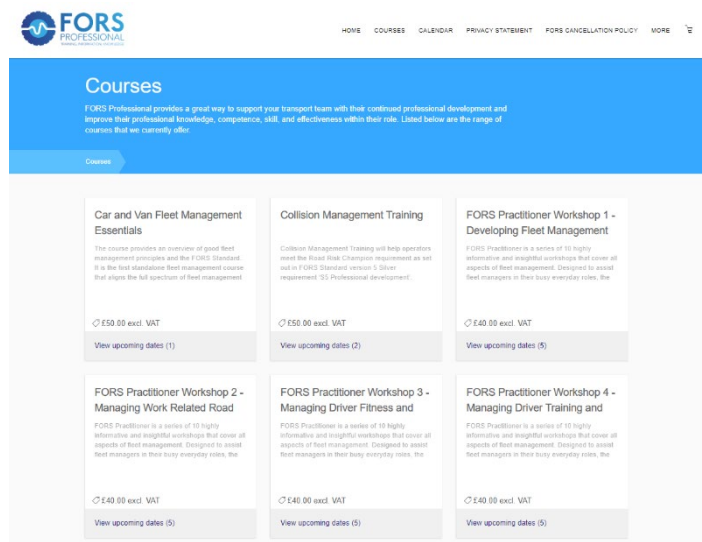 FORS
PROFESSIONAL
HOME COURSES CALENDAR PRIVACY STATEMENT FORS CANCELLATION POLICY MORE
Courses
FORS Professional provides a great way to support your transport team with their continued professional development and
improve their professional knowledge, competence, skill, and effectiveness within their role. Listed below are the range of
courses that we currently offer.
Courses
Car and Van Fleet Management
Essentials
The course provides an overview of good fleet
management principles and the FORS Standard.
It is the first standalone fleet management course
that aligns the full spectrum of fleet management
£50.00 excl. VAT
View upcoming dates (1)
Collision Management Training
Collision Management Training will help operators
meet the Road Risk Champion requirement as set
out in FORS Standard version 5 Silver
requirement 'S5 Professional development'.
£50.00 excl. VAT
View upcoming dates (2)
FORS Practitioner Workshop 1 -
Developing Fleet Management
FORS Practitioner is a series of 10 highly
informative and insightful workshops that cover all
aspects of fleet management. Designed to assist
fleet managers in their busy everyday roles, the
£40.00 excl. VAT
View upcoming dates (5)
FORS Practitioner Workshop 2 -
Managing Work Related Road
FORS Practitioner is a series of 10 highly
informative and insightful workshops that cover all
aspects of fleet management. Designed to assist
fleet managers in their busy everyday roles, the
£40.00 excl. VAT
View upcoming dates (5)
FORS Practitioner Workshop 3 -
Managing Driver Fitness and
FORS Practitioner is a series of 10 highly
informative and insightful workshops that cover all
aspects of fleet management. Designed to assist
fleet managers in their busy everyday roles, the
£40.00 excl. VAT
View upcoming dates (5)
FORS Practitioner Workshop 4 -
Managing Driver Training and
FORS Practitioner is a series of 10 highly
informative and insightful workshops that cover all
aspects of fleet management. Designed to assist
fleet managers in their busy everyday roles, the
£40.00 excl. VAT
View upcoming dates (5)